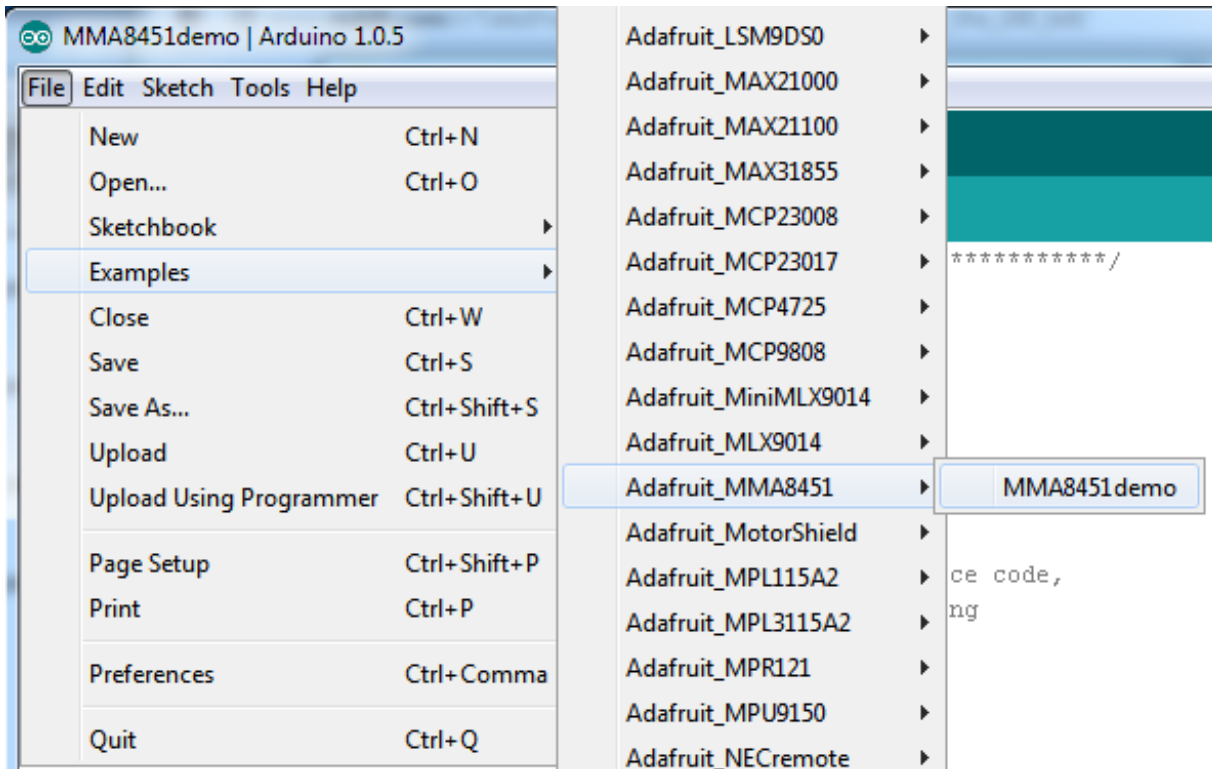 MMA8451demo | Arduino 1.0.5
File Edit Sketch Tools Help
New Ctrl+N
Open... Ctrl+O
Sketchbook
Examples
Close Ctrl+W
Save Ctrl+S
Save As... Ctrl+Shift+S
Upload Ctrl+U
Upload Using Programmer Ctrl+Shift+U
Page Setup Ctrl+Shift+P
Print Ctrl+P
Preferences Ctrl+Comma
Quit Ctrl+Q
Adafruit_LSM9DS0
Adafruit_MAX21000
Adafruit_MAX21100
Adafruit_MAX31855
Adafruit_MCP23008
Adafruit_MCP23017
Adafruit_MCP4725
Adafruit_MCP9808
Adafruit_MiniMLX9014
Adafruit_MLX9014
Adafruit_MMA8451
Adafruit_MotorShield
Adafruit_MPL115A2
Adafruit_MPL3115A2
Adafruit_MPR121
Adafruit_MPU9150
Adafruit_NECremote
MMA8451demo
***********/
ce code,
ng